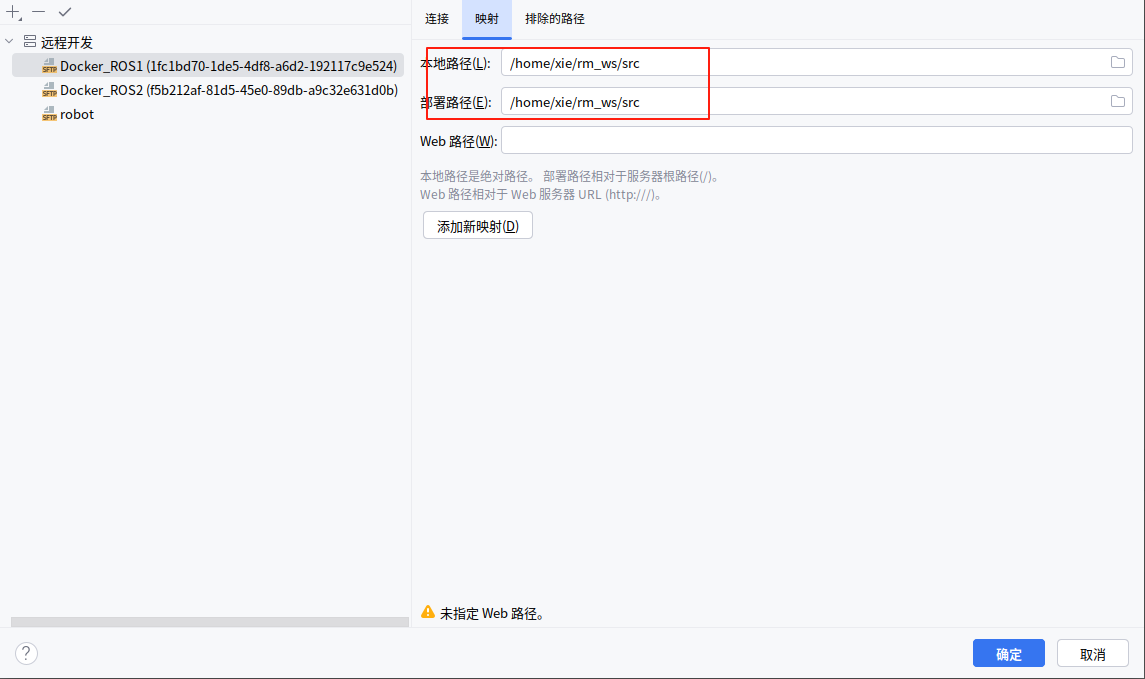 远程开发
SFTP Docker_ROS1 (1fc1bd70-1de5-4df8-a6d2-192117c9e524)
SFTP Docker_ROS2 (f5b212af-81d5-45e0-89db-a9c32e631d0b)
SFTP robot
连接 映射 排除的路径
本地路径(L): /home/xie/rm_ws/src
部署路径(E): /home/xie/rm_ws/src
Web 路径(W):
本地路径是绝对路径。 部署路径相对于服务器根路径(/)。
Web 路径相对于 Web 服务器 URL (http:///)。
添加新映射(D)
未指定 Web 路径。
?
确定 取消